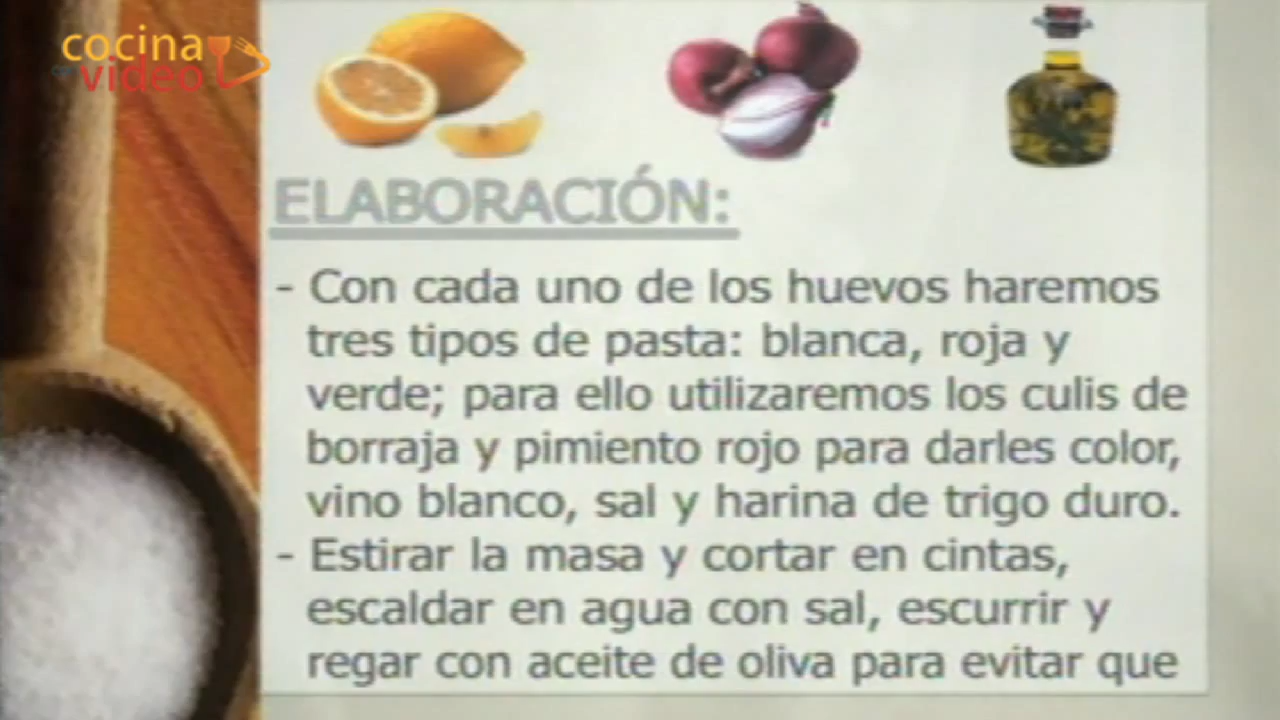 cocina
video
ELABORACIÓN:
- Con cada uno de los huevos haremos
tres tipos de pasta: blanca, roja y
verde; para ello utilizaremos los culis de
borraja y pimiento rojo para darles color,
vino blanco, sal y harina de trigo duro.
- Estirar la masa y cortar en cintas,
escaldar en agua con sal, escurrir y
regar con aceite de oliva para evitar que